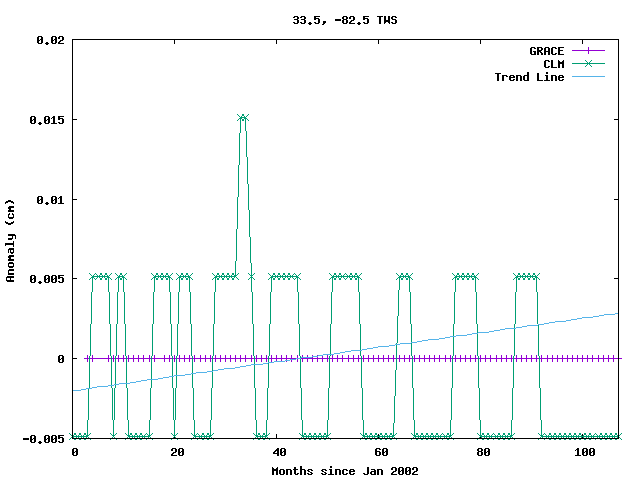 33.5, -82.5 TWS
GRACE
CLM
Trend Line
0.02
0.015
0.01
0.005
0
-0.005
Anomaly (cm)
0 20 40 60 80 100
Months since Jan 2002